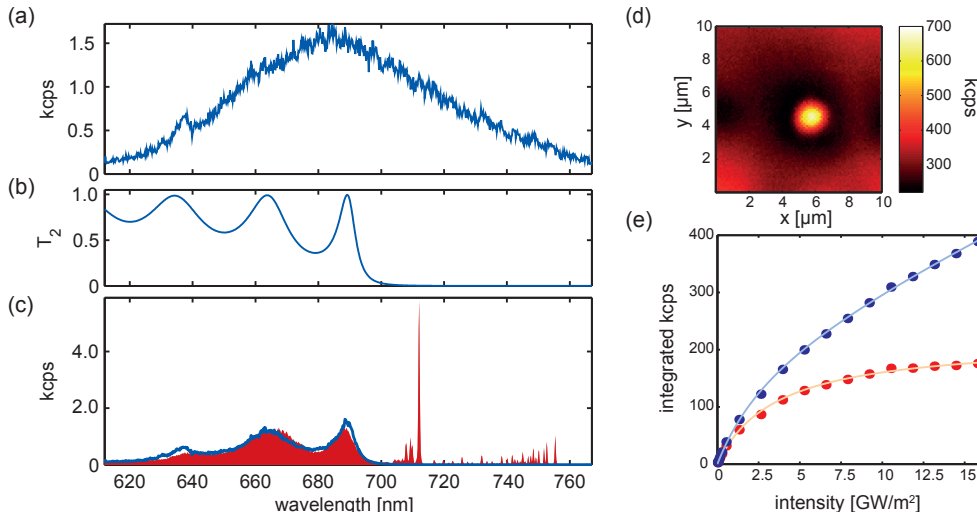 (a)
kcps
1.5
1.0
0.5
0
(b)
T2
1.0
0.5
0
(c)
kcps
4.0
2.0
0
620 640 660 680 700 720 740 760
wavelength [nm]
(d)
y [µm]
10
8
6
4
2
2 4 6 8 10
x [µm]
700
600
500
400
300
kcps
(e)
integrated kcps
400
300
200
100
0
0 2.5 5 7.5 10 12.5 15
intensity [GW/m²]